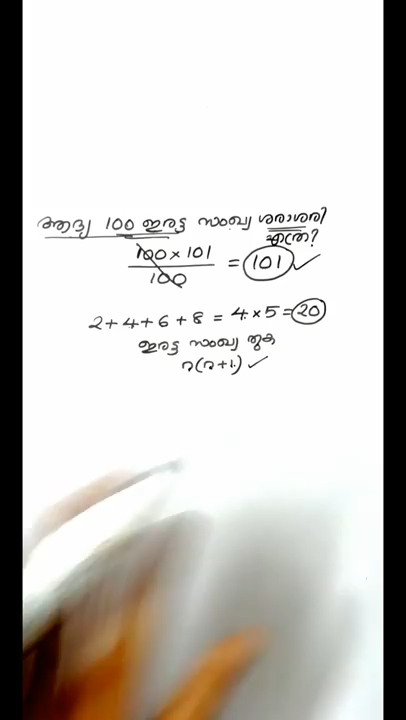 ആദ്യ 100 ഇരട്ട സംഖ്യ ശരാശരി
എത്ര?
100 × 101 / 100 = 101 ✓
2 + 4 + 6 + 8 = 4 × 5 = 20
ഇരട്ട സംഖ്യ തുക
n(n+1) ✓